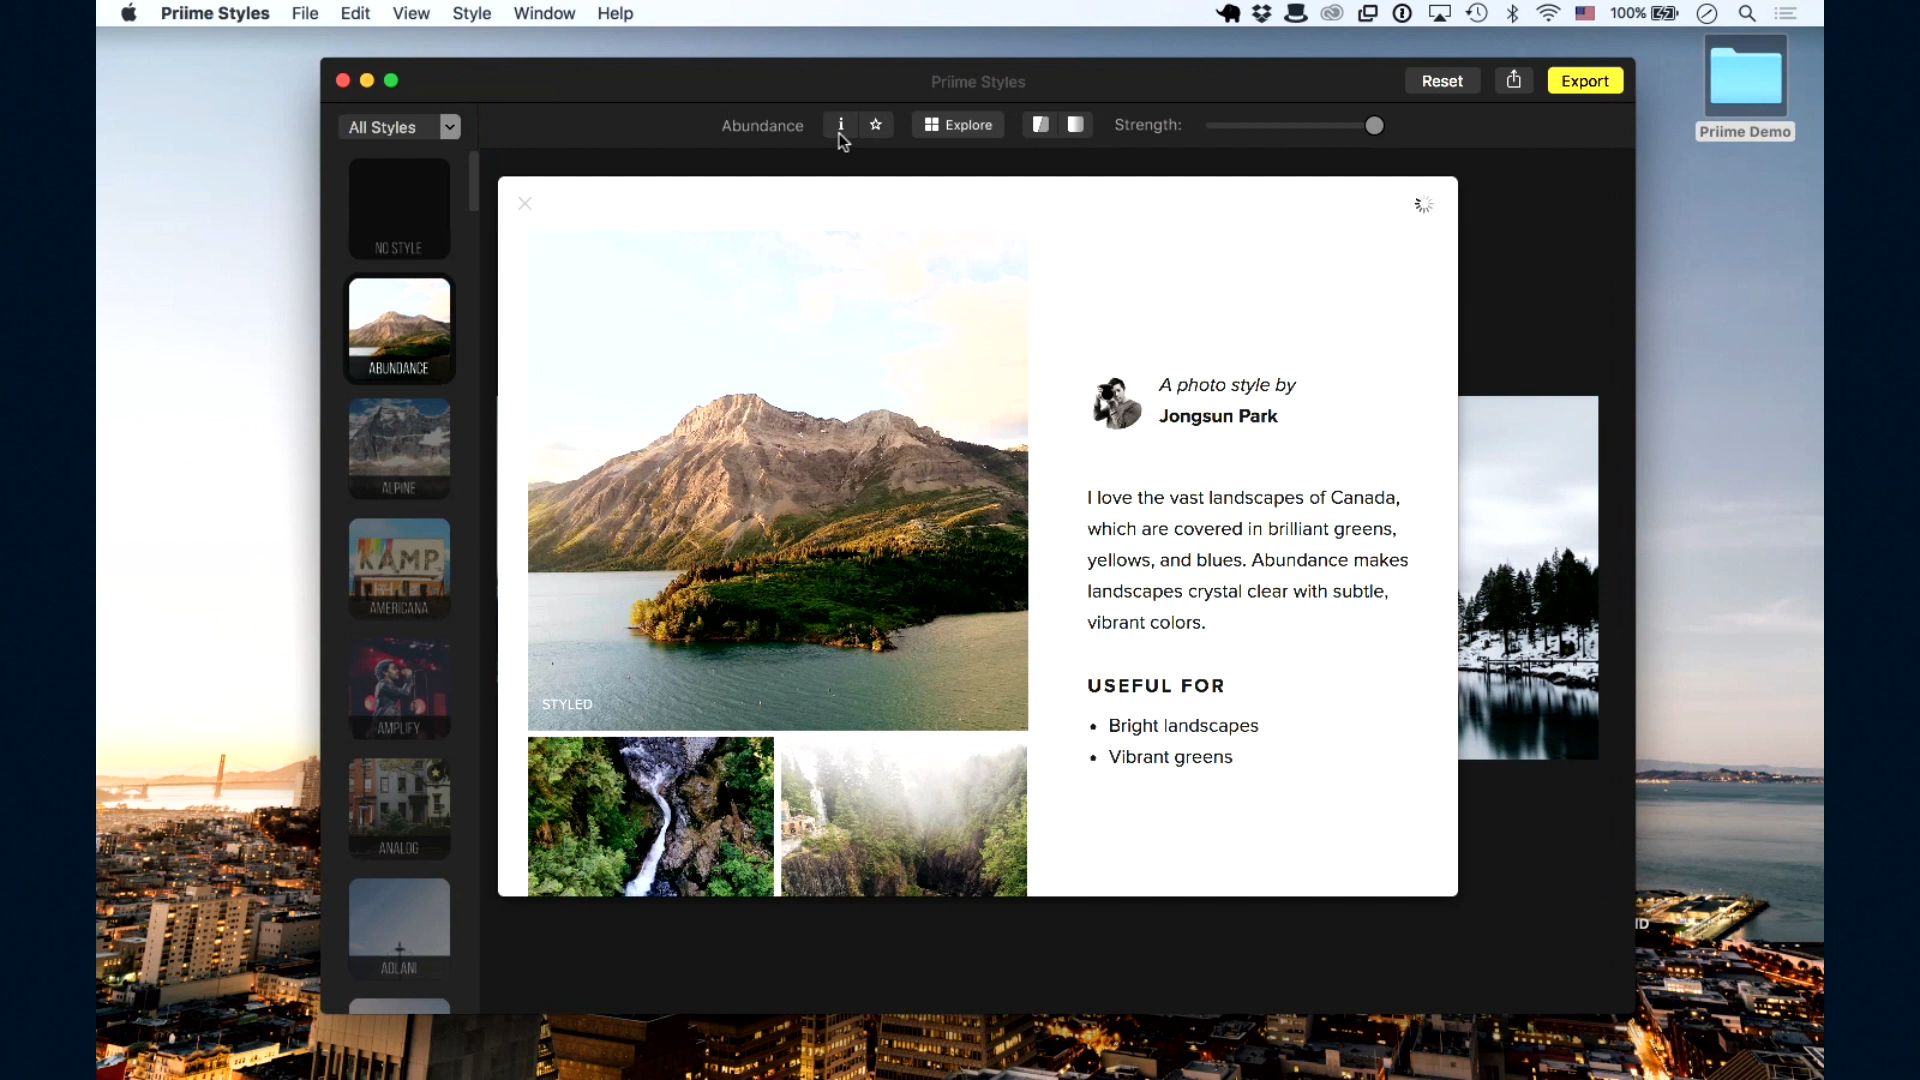 Priime Styles File Edit View Style Window Help 100%
Priime Styles
Reset Export
Priime Demo
All Styles
Abundance i Explore Strength:
NO STYLE
ABUNDANCE
ALPINE
KAMP
AMERICANA
AMPLIFY
ANALOG
AOLANI
A photo style by
Jongsun Park
I love the vast landscapes of Canada,
which are covered in brilliant greens,
yellows, and blues. Abundance makes
landscapes crystal clear with subtle,
vibrant colors.
USEFUL FOR
• Bright landscapes
• Vibrant greens
STYLED